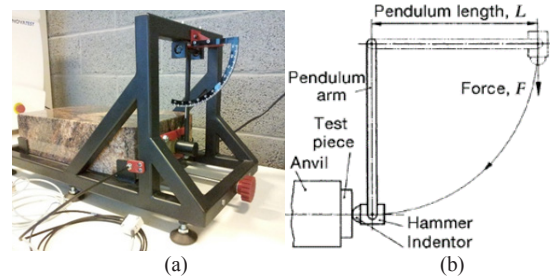 Pendulum length, L
Pendulum
arm
Force, F
Test
piece
Anvil
Hammer
Indentor
(a)
(b)